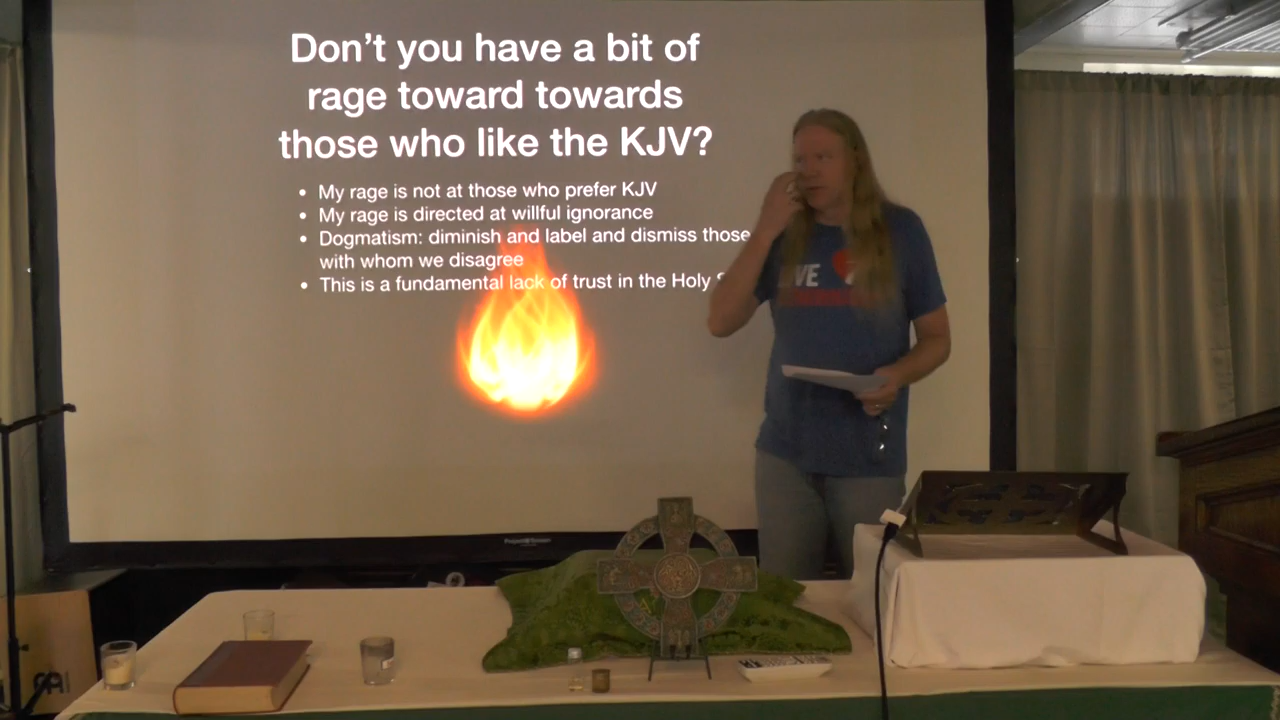 Don't you have a bit of
rage toward towards
those who like the KJV?
• My rage is not at those who prefer KJV
• My rage is directed at willful ignorance
• Dogmatism: diminish and label and dismiss those
with whom we disagree
• This is a fundamental lack of trust in the Holy
VE